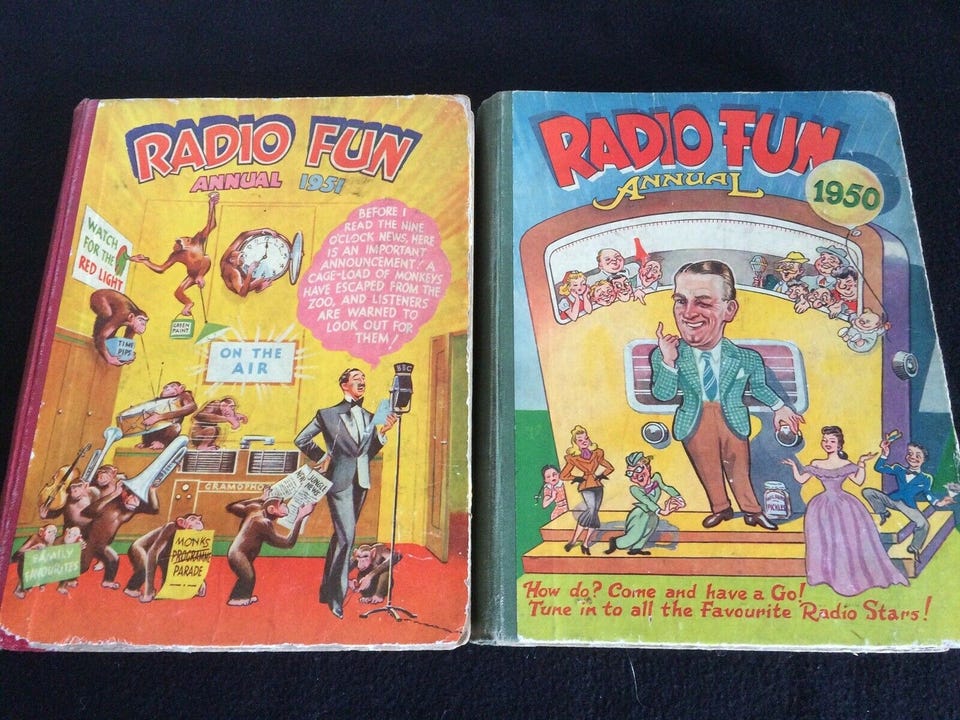 RADIO FUN
ANNUAL 1951
WATCH
FOR THE
RED LIGHT
BEFORE I
READ THE NINE
O'CLOCK NEWS, HERE
IS AN IMPORTANT
ANNOUNCEMENT! A
CAGE-LOAD OF MONKEYS
HAVE ESCAPED FROM THE
ZOO, AND LISTENERS
ARE WARNED TO
LOOK OUT FOR
THEM!
GREEN
PAINT
TIME
PIPS
ON THE
AIR
BBC
GRAMOPHO
JUNGLE
NEWS
MONKS
PROGRAMME
PARADE
FAMILY
FAVOURITES
RADIO FUN
ANNUAL
1950
PICKLES
How do? Come and have a Go!
Tune in to all the Favourite Radio Stars!